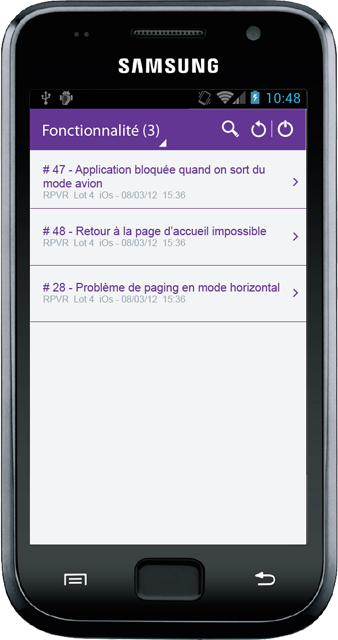 SAMSUNG
10:48
Fonctionnalité (3)
# 47 - Application bloquée quand on sort du
mode avion
RPVR Lot 4 iOs - 08/03/12 15:36
# 48 - Retour à la page d'accueil impossible
RPVR Lot 4 iOs - 08/03/12 15:36
# 28 - Problème de paging en mode horizontal
RPVR Lot 4 iOs - 08/03/12 15:36